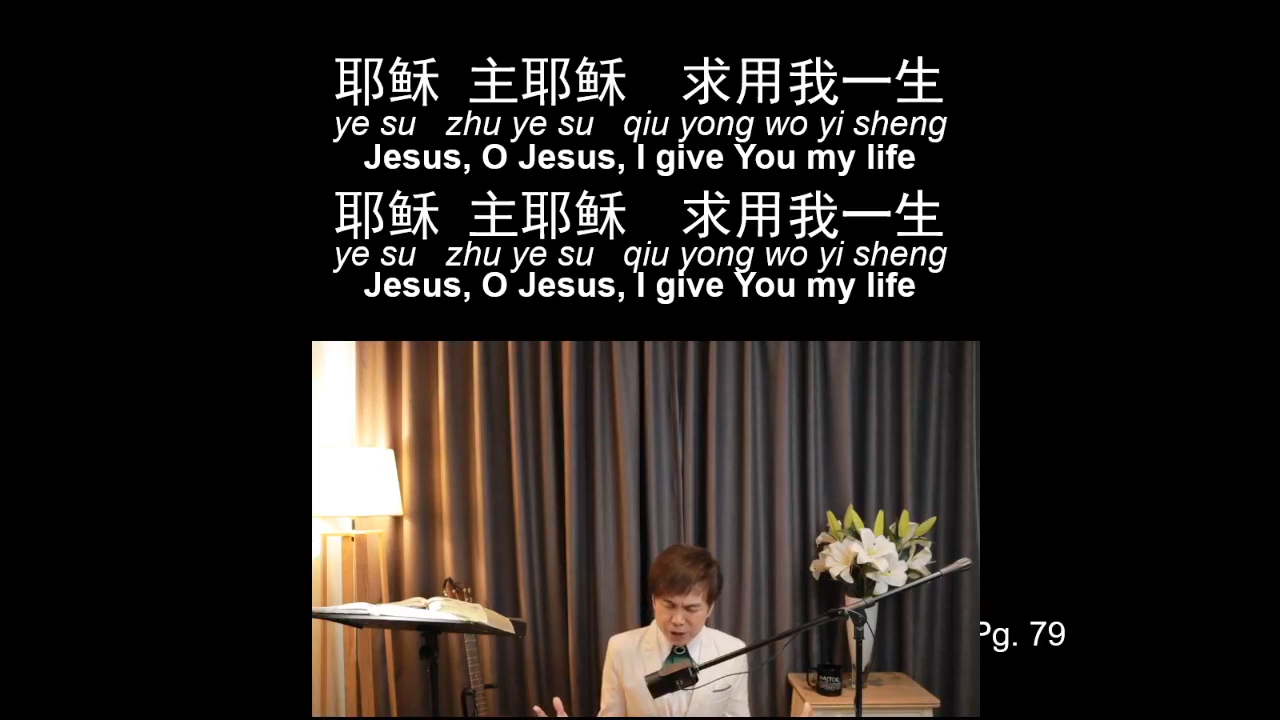 耶稣 主耶稣 求用我一生
ye su zhu ye su qiu yong wo yi sheng
Jesus, O Jesus, I give You my life
耶稣 主耶稣 求用我一生
ye su zhu ye su qiu yong wo yi sheng
Jesus, O Jesus, I give You my life
Pg. 79